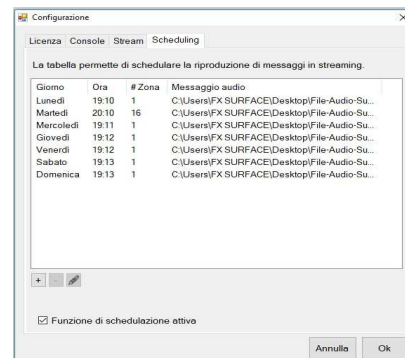 Configurazione
Licenza Console Stream Scheduling
La tabella permette di schedulare la riproduzione di messaggi in streaming.
Giorno Ora # Zona Messaggio audio
Lunedì 19:10 1 C:\Users\FX SURFACE\Desktop\File-Audio-Su...
Martedì 20:10 16 C:\Users\FX SURFACE\Desktop\File-Audio-Su...
Mercoledì 19:11 1 C:\Users\FX SURFACE\Desktop\File-Audio-Su...
Giovedì 19:12 1 C:\Users\FX SURFACE\Desktop\File-Audio-Su...
Venerdì 19:12 1 C:\Users\FX SURFACE\Desktop\File-Audio-Su...
Sabato 19:13 1 C:\Users\FX SURFACE\Desktop\File-Audio-Su...
Domenica 19:13 1 C:\Users\FX SURFACE\Desktop\File-Audio-Su...
+ -
Funzione di schedulazione attiva
Annulla Ok